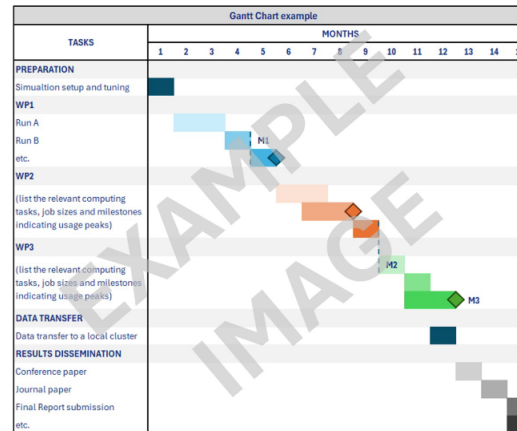 Gantt Chart example
TASKS
MONTHS
1 2 3 4 5 6 7 8 9 10 11 12 13 14
PREPARATION
Simualtion setup and tuning
WP1
Run A
Run B
M1
etc.
WP2
(list the relevant computing
tasks, job sizes and milestones
indicating usage peaks)
WP3
(list the relevant computing
tasks, job sizes and milestones
indicating usage peaks)
M2
M3
DATA TRANSFER
Data transfer to a local cluster
RESULTS DISSEMINATION
Conference paper
Journal paper
Final Report submission
etc.
EXAMPLE
IMAGE